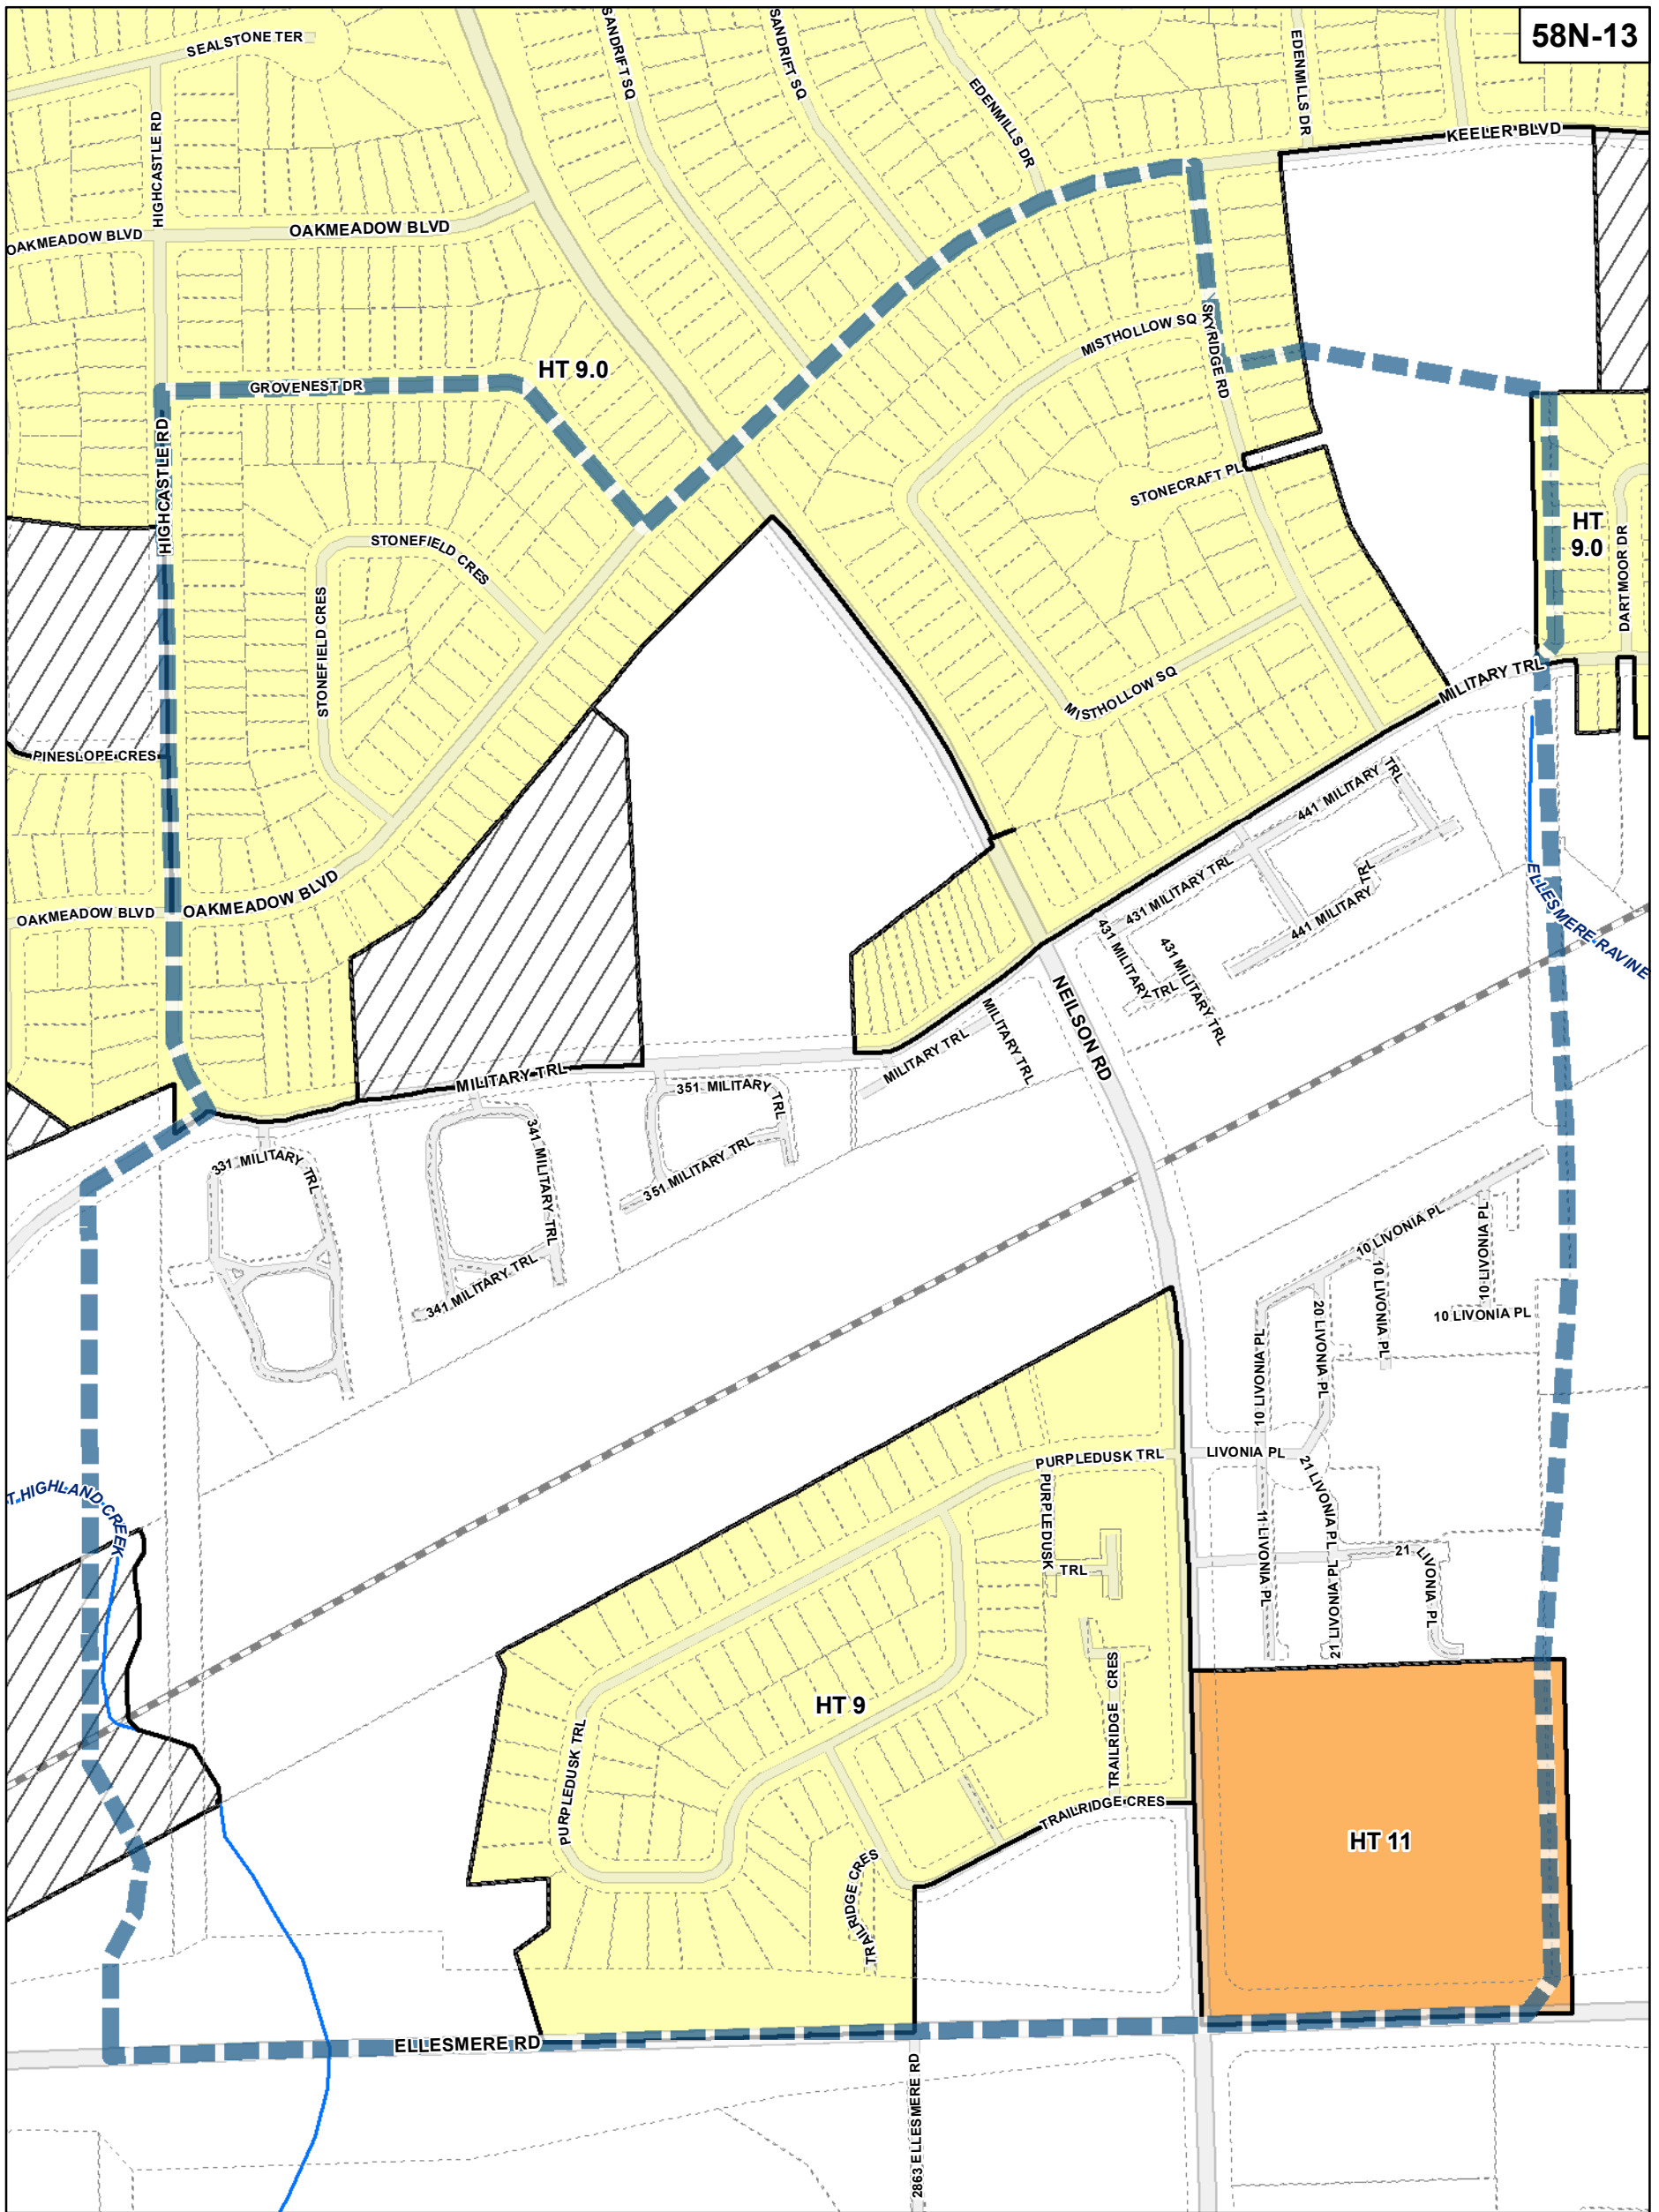 58N-13
SEALSTONE TER
SANDRIFT SQ
SANDRIFT SQ
EDENMILLS DR
EDENMILLS DR
KEELER BLVD
HIGHCASTLE RD
OAKMEADOW BLVD
OAKMEADOW BLVD
MISTHOLLOW SQ
SKYRIDGE RD
HT 9.0
GROVENEST DR
HIGHCASTLE RD
STONECRAFT PL
STONEFIELD CRES
STONEFIELD CRES
HT
9.0
DARTMOOR DR
MISTHOLLOW SQ
MILITARY TRL
PINESLOPE CRES
441 MILITARY TRL
431 MILITARY TRL
441 MILITARY TRL
431 MILITARY TRL
431 MILITARY TRL
ELLESMERE RAVINE
OAKMEADOW BLVD
OAKMEADOW BLVD
NEILSON RD
MILITARY TRL
MILITARY TRL
MILITARY TRL
351 MILITARY TRL
351 MILITARY TRL
331 MILITARY TRL
341 MILITARY TRL
341 MILITARY TRL
10 LIVONIA PL
10 LIVONIA PL
10 LIVONIA PL
10 LIVONIA PL
20 LIVONIA PL
10 LIVONIA PL
LIVONIA PL
PURPLEDUSK TRL
PURPLEDUSK TRL
21 LIVONIA PL
11 LIVONIA PL
21 LIVONIA PL
21 LIVONIA PL
T.HIGHLAND CREEK
HT 9
TRAILRIDGE CRES
PURPLEDUSK TRL
TRAILRIDGE CRES
TRAILRIDGE CRES
HT 11
ELLESMERE RD
2863 ELLESMERE RD